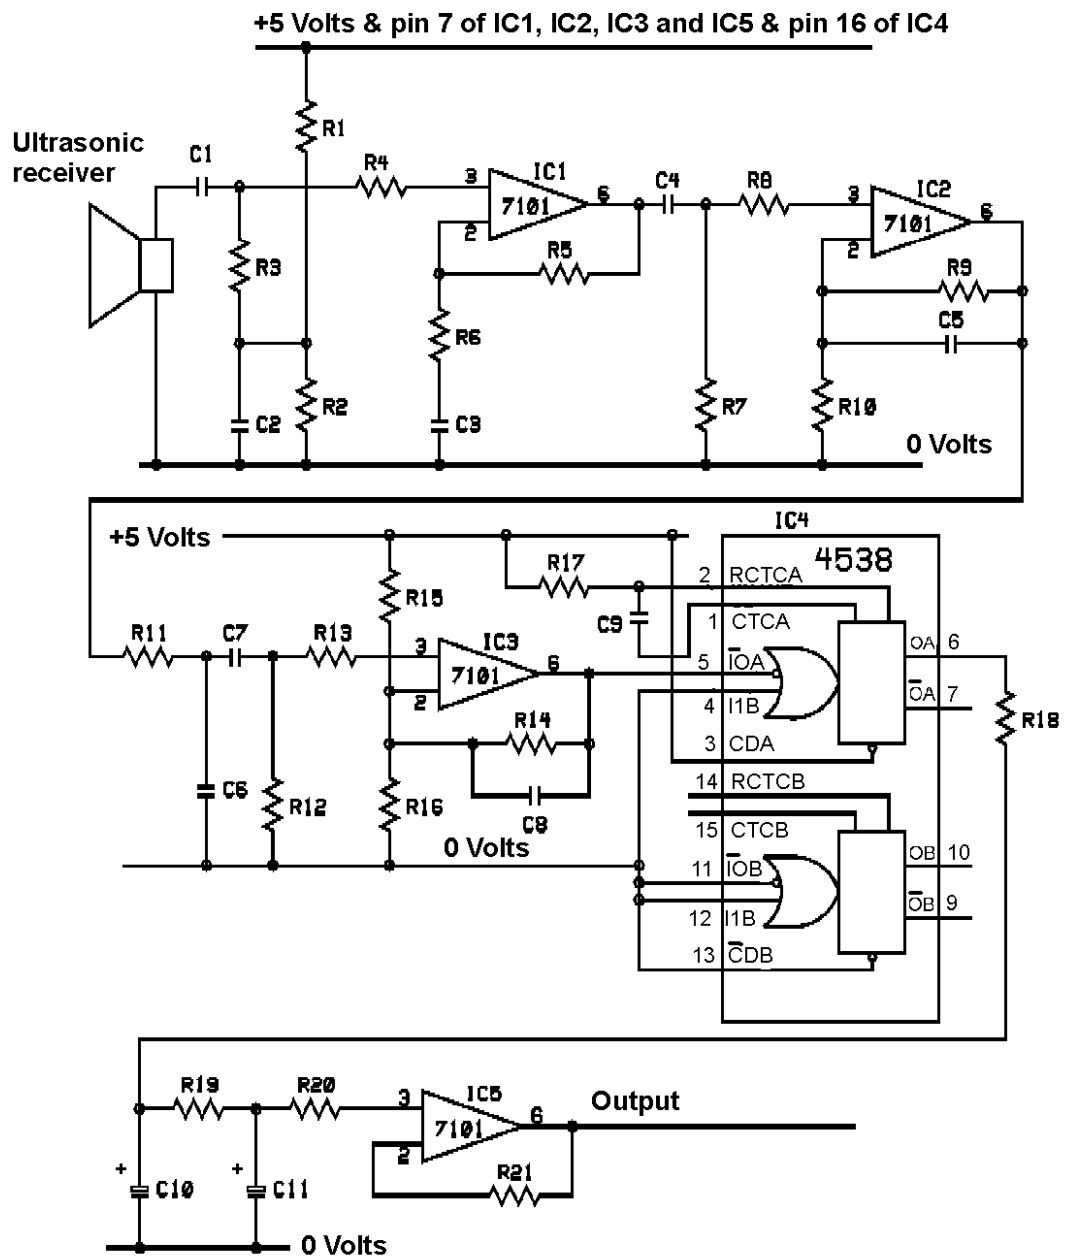 +5 Volts & pin 7 of IC1, IC2, IC3 and IC5 & pin 16 of IC4
Ultrasonic
receiver
C1
R1
R4
3
IC1
7101
6
2
R5
C4
R8
3
IC2
7101
6
2
R3
R6
R9
C5
C2
R2
C3
R7
R10
0 Volts
+5 Volts
IC4
4538
R17
2
RCTCA
C9
1
CTCA
R15
R11
C7
R13
3
IC3
7101
6
2
5
IOA
OA
6
4
I1B
OA
7
R14
R18
3
CDA
14
RCTCB
C6
R12
R16
C8
15
CTCB
0 Volts
11
IOB
OB
10
12
I1B
OB
9
13
CDB
R19
R20
3
IC5
7101
6
2
Output
R21
+
C10
+
C11
0 Volts